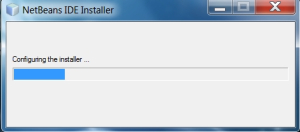 NetBeans IDE Installer
Configuring the installer ...